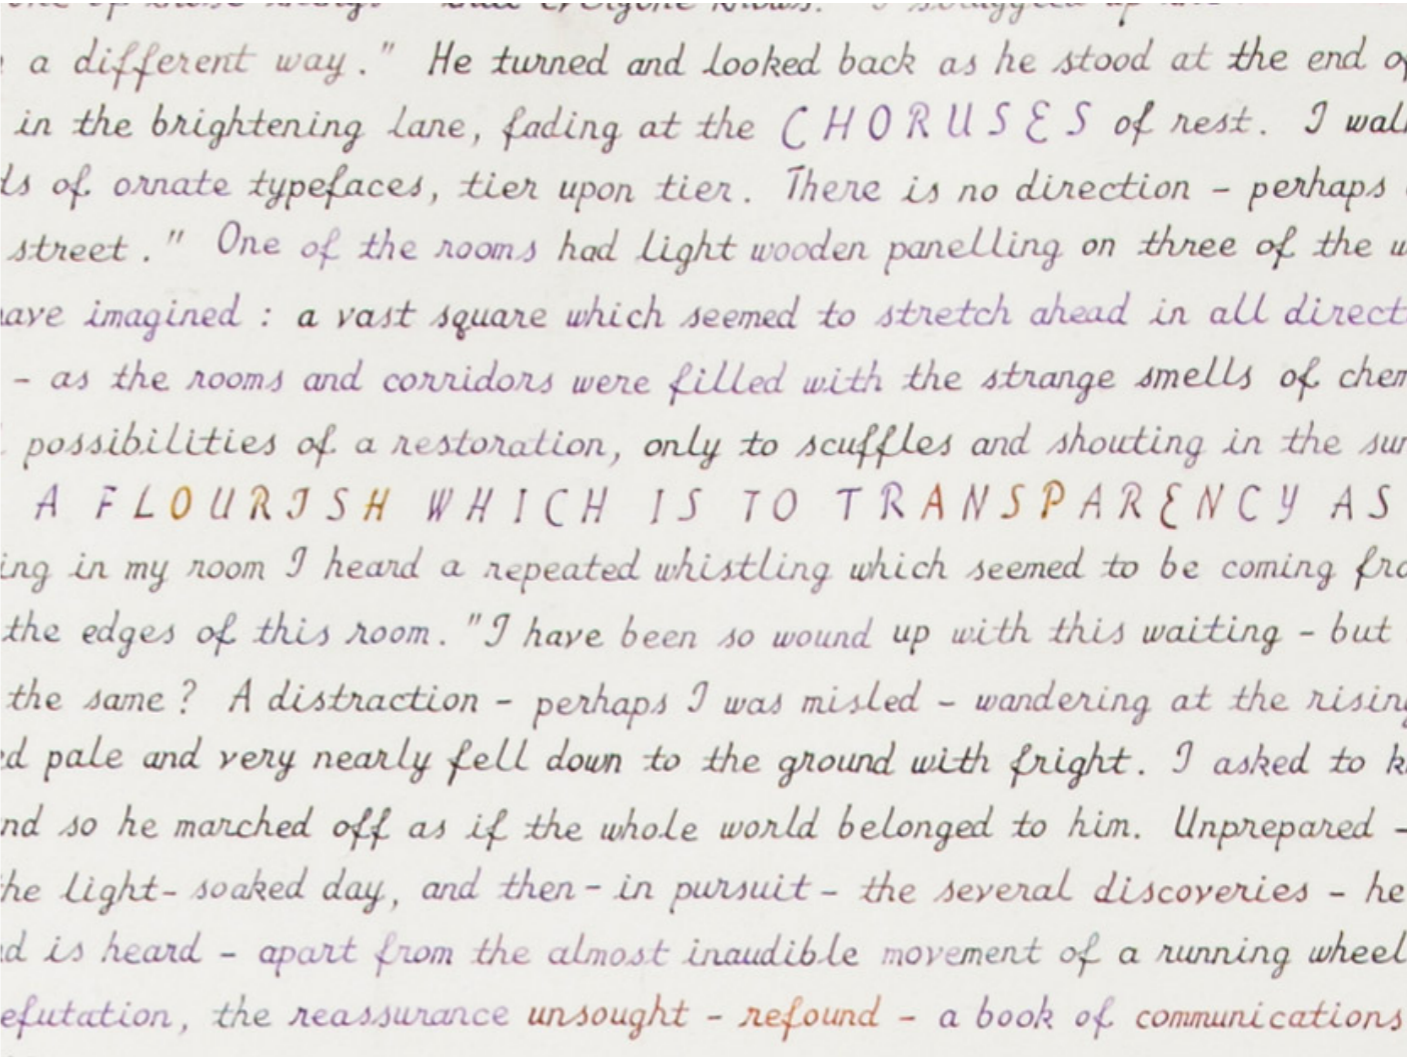 everyone knows."
a different way." He turned and looked back as he stood at the end
in the brightening lane, fading at the CHORUSES of rest. I
of ornate typefaces, tier upon tier. There is no direction – perhaps
street." One of the rooms had light wooden panelling on three of the
imagined : a vast square which seemed to stretch ahead in all
– as the rooms and corridors were filled with the strange smells of
possibilities of a restoration, only to scuffles and shouting in the
A FLOURISH WHICH IS TO TRANSPARENCY AS
in my room I heard a repeated whistling which seemed to be coming
the edges of this room. "I have been so wound up with this waiting – but
the same? A distraction – perhaps I was misled – wandering at the
pale and very nearly fell down to the ground with fright. I asked to
so he marched off as if the whole world belonged to him. Unprepared –
light-soaked day, and then – in pursuit – the several discoveries – he
is heard – apart from the almost inaudible movement of a running wheel
the reassurance unsought – refound – a book of communications